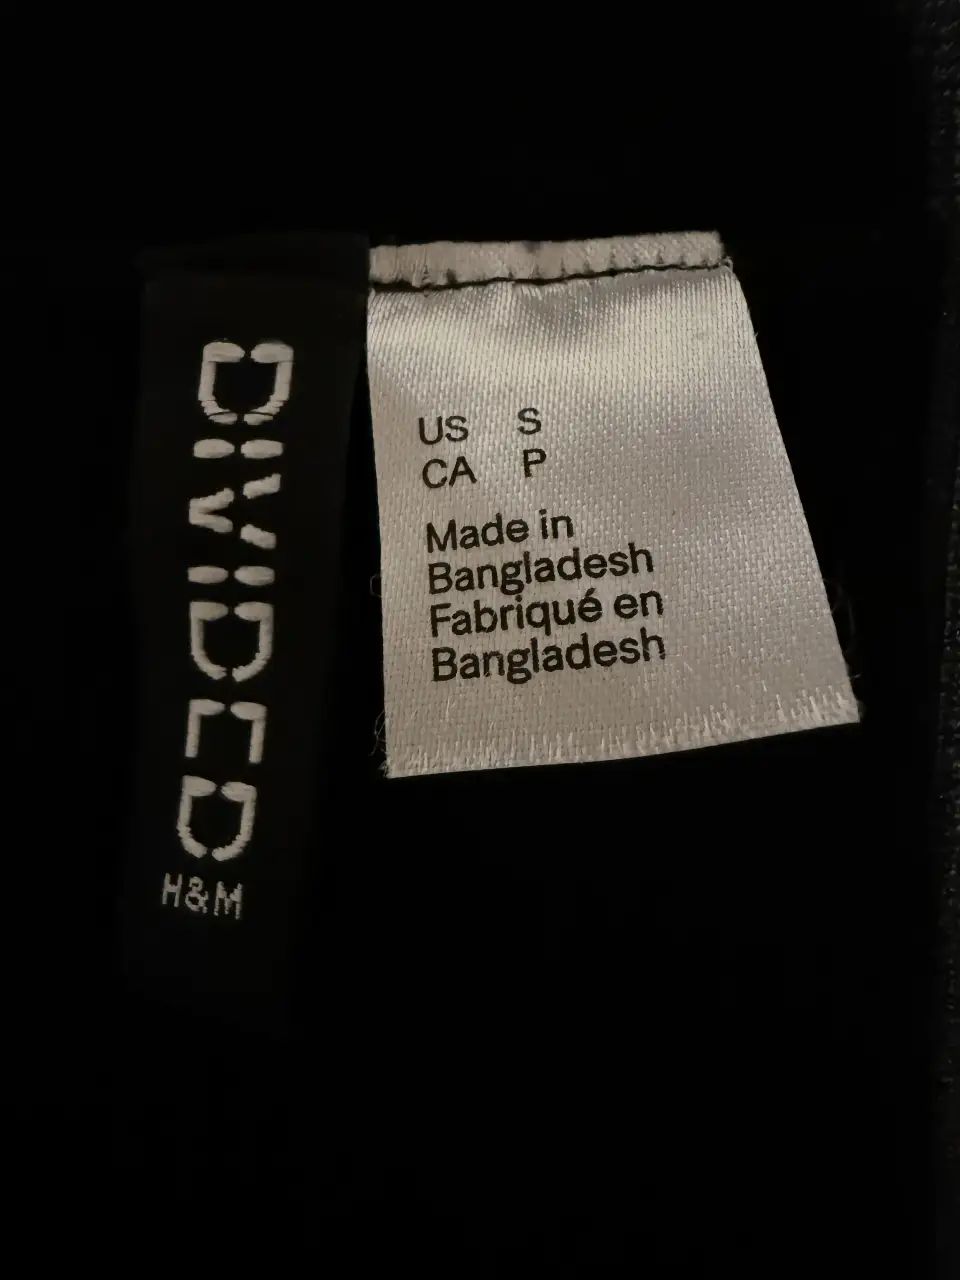 DIVIDED
H&M
US S
CA P
Made in
Bangladesh
Fabriqué en
Bangladesh